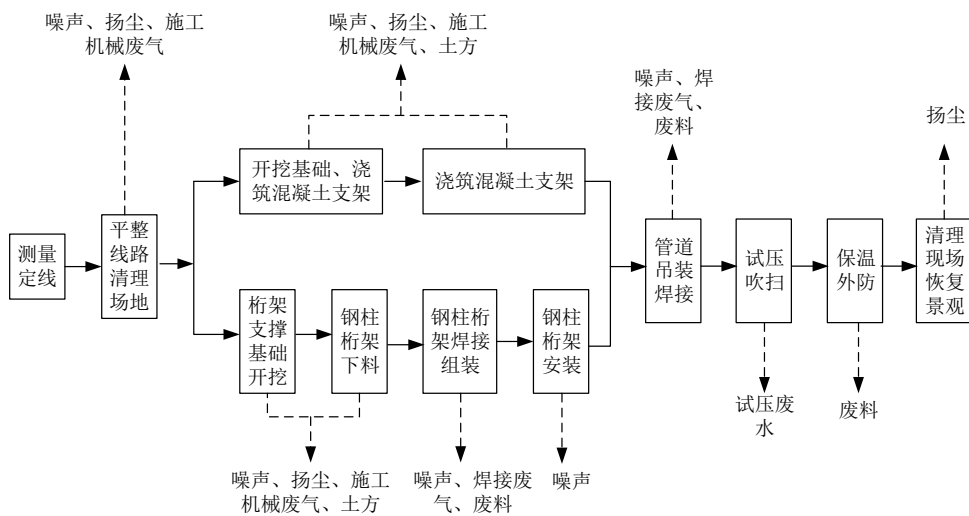 噪声、扬尘、施工
机械废气
噪声、扬尘、施工
机械废气、土方
噪声、焊
接废气、
废料
扬尘
测量
定线
平整
线路
清理
场地
开挖基础、浇
筑混凝土支架
浇筑混凝土支架
桁架
支撑
基础
开挖
钢柱
桁架
下料
钢柱桁
架焊接
组装
钢柱
桁架
安装
管道
吊装
焊接
试压
吹扫
保温
外防
清理
现场
恢复
景观
噪声、扬尘、施工
机械废气、土方
噪声、焊接废
气、废料
噪声
试压废
水
废料